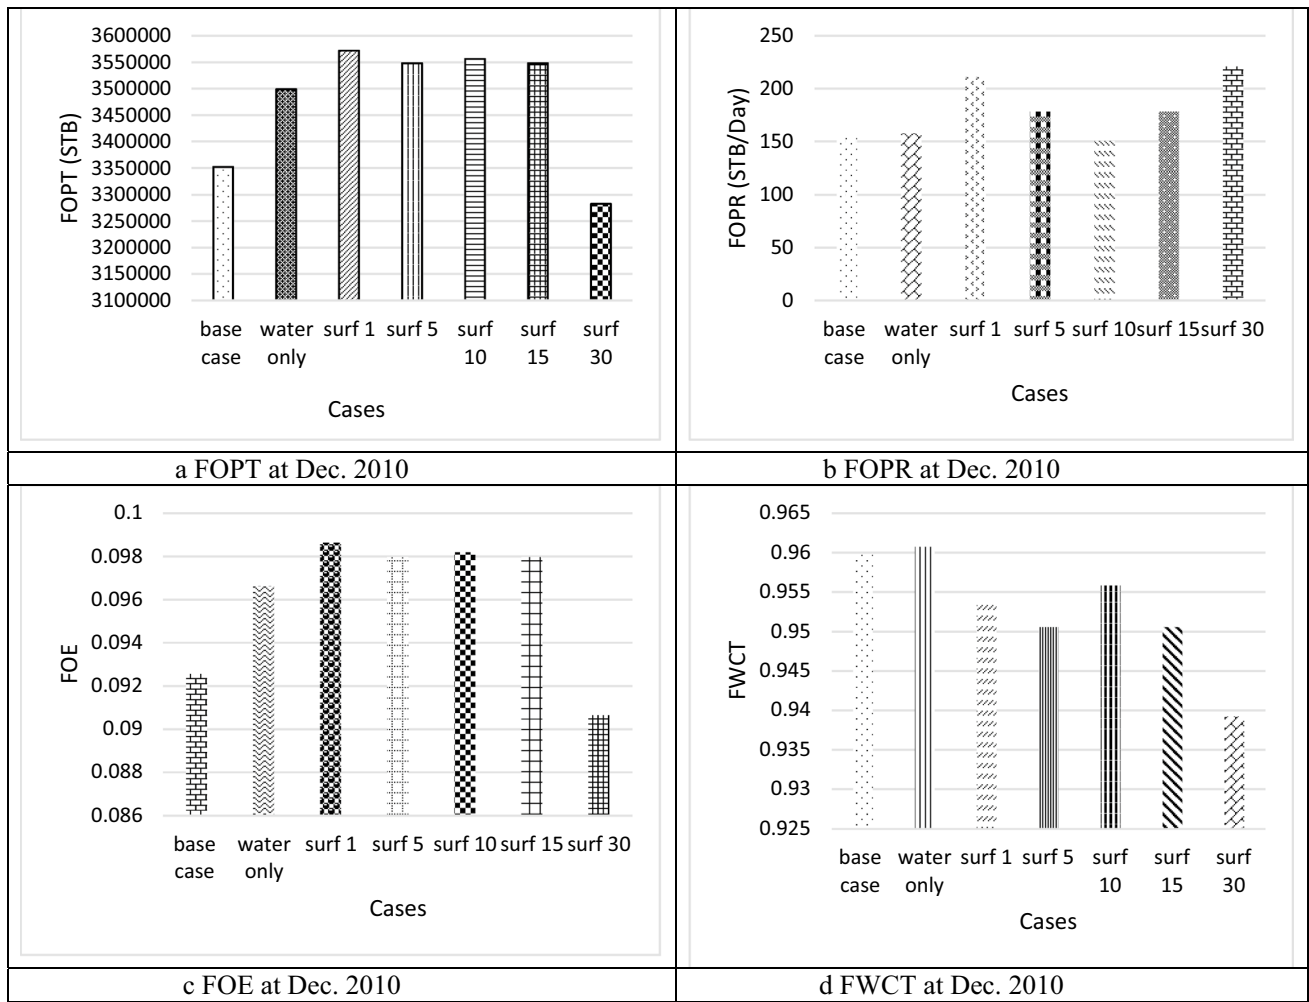 3600000
3550000
3500000
3450000
3400000
3350000
3300000
3250000
3200000
3150000
3100000
FOPT (STB)
base case
water only
surf 1
surf 5
surf 10
surf 15
surf 30
Cases
a FOPT at Dec. 2010
250
200
150
100
50
0
FOPR (STB/Day)
base case
water only
surf 1
surf 5
surf 10
surf 15
surf 30
Cases
b FOPR at Dec. 2010
0.1
0.098
0.096
0.094
0.092
0.09
0.088
0.086
FOE
base case
water only
surf 1
surf 5
surf 10
surf 15
surf 30
Cases
c FOE at Dec. 2010
0.965
0.96
0.955
0.95
0.945
0.94
0.935
0.93
0.925
FWCT
base case
water only
surf 1
surf 5
surf 10
surf 15
surf 30
Cases
d FWCT at Dec. 2010